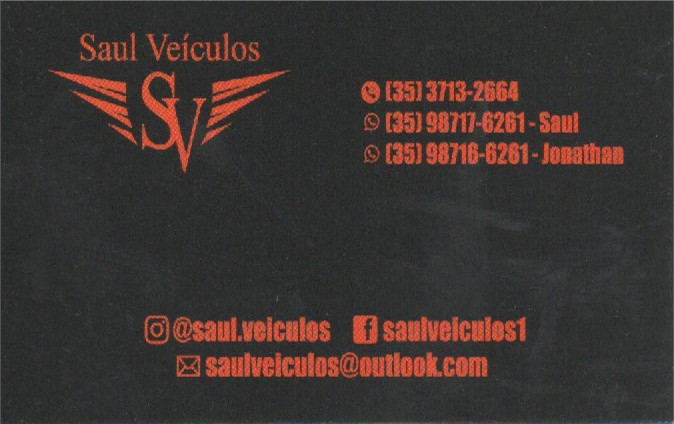 Saul Veículos
SV
(35) 3713-2664
(35) 98717-6261 - Saul
(35) 98716-6261 - Jonathan
@saul.veiculos saulveiculos1
saulveiculos@outlook.com